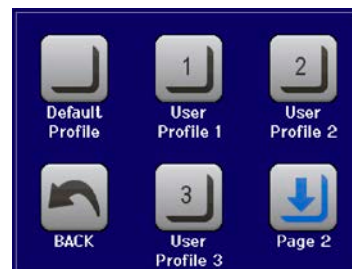 1
2
Default
Profile
User
Profile 1
User
Profile 2
3
BACK
User
Profile 3
Page 2